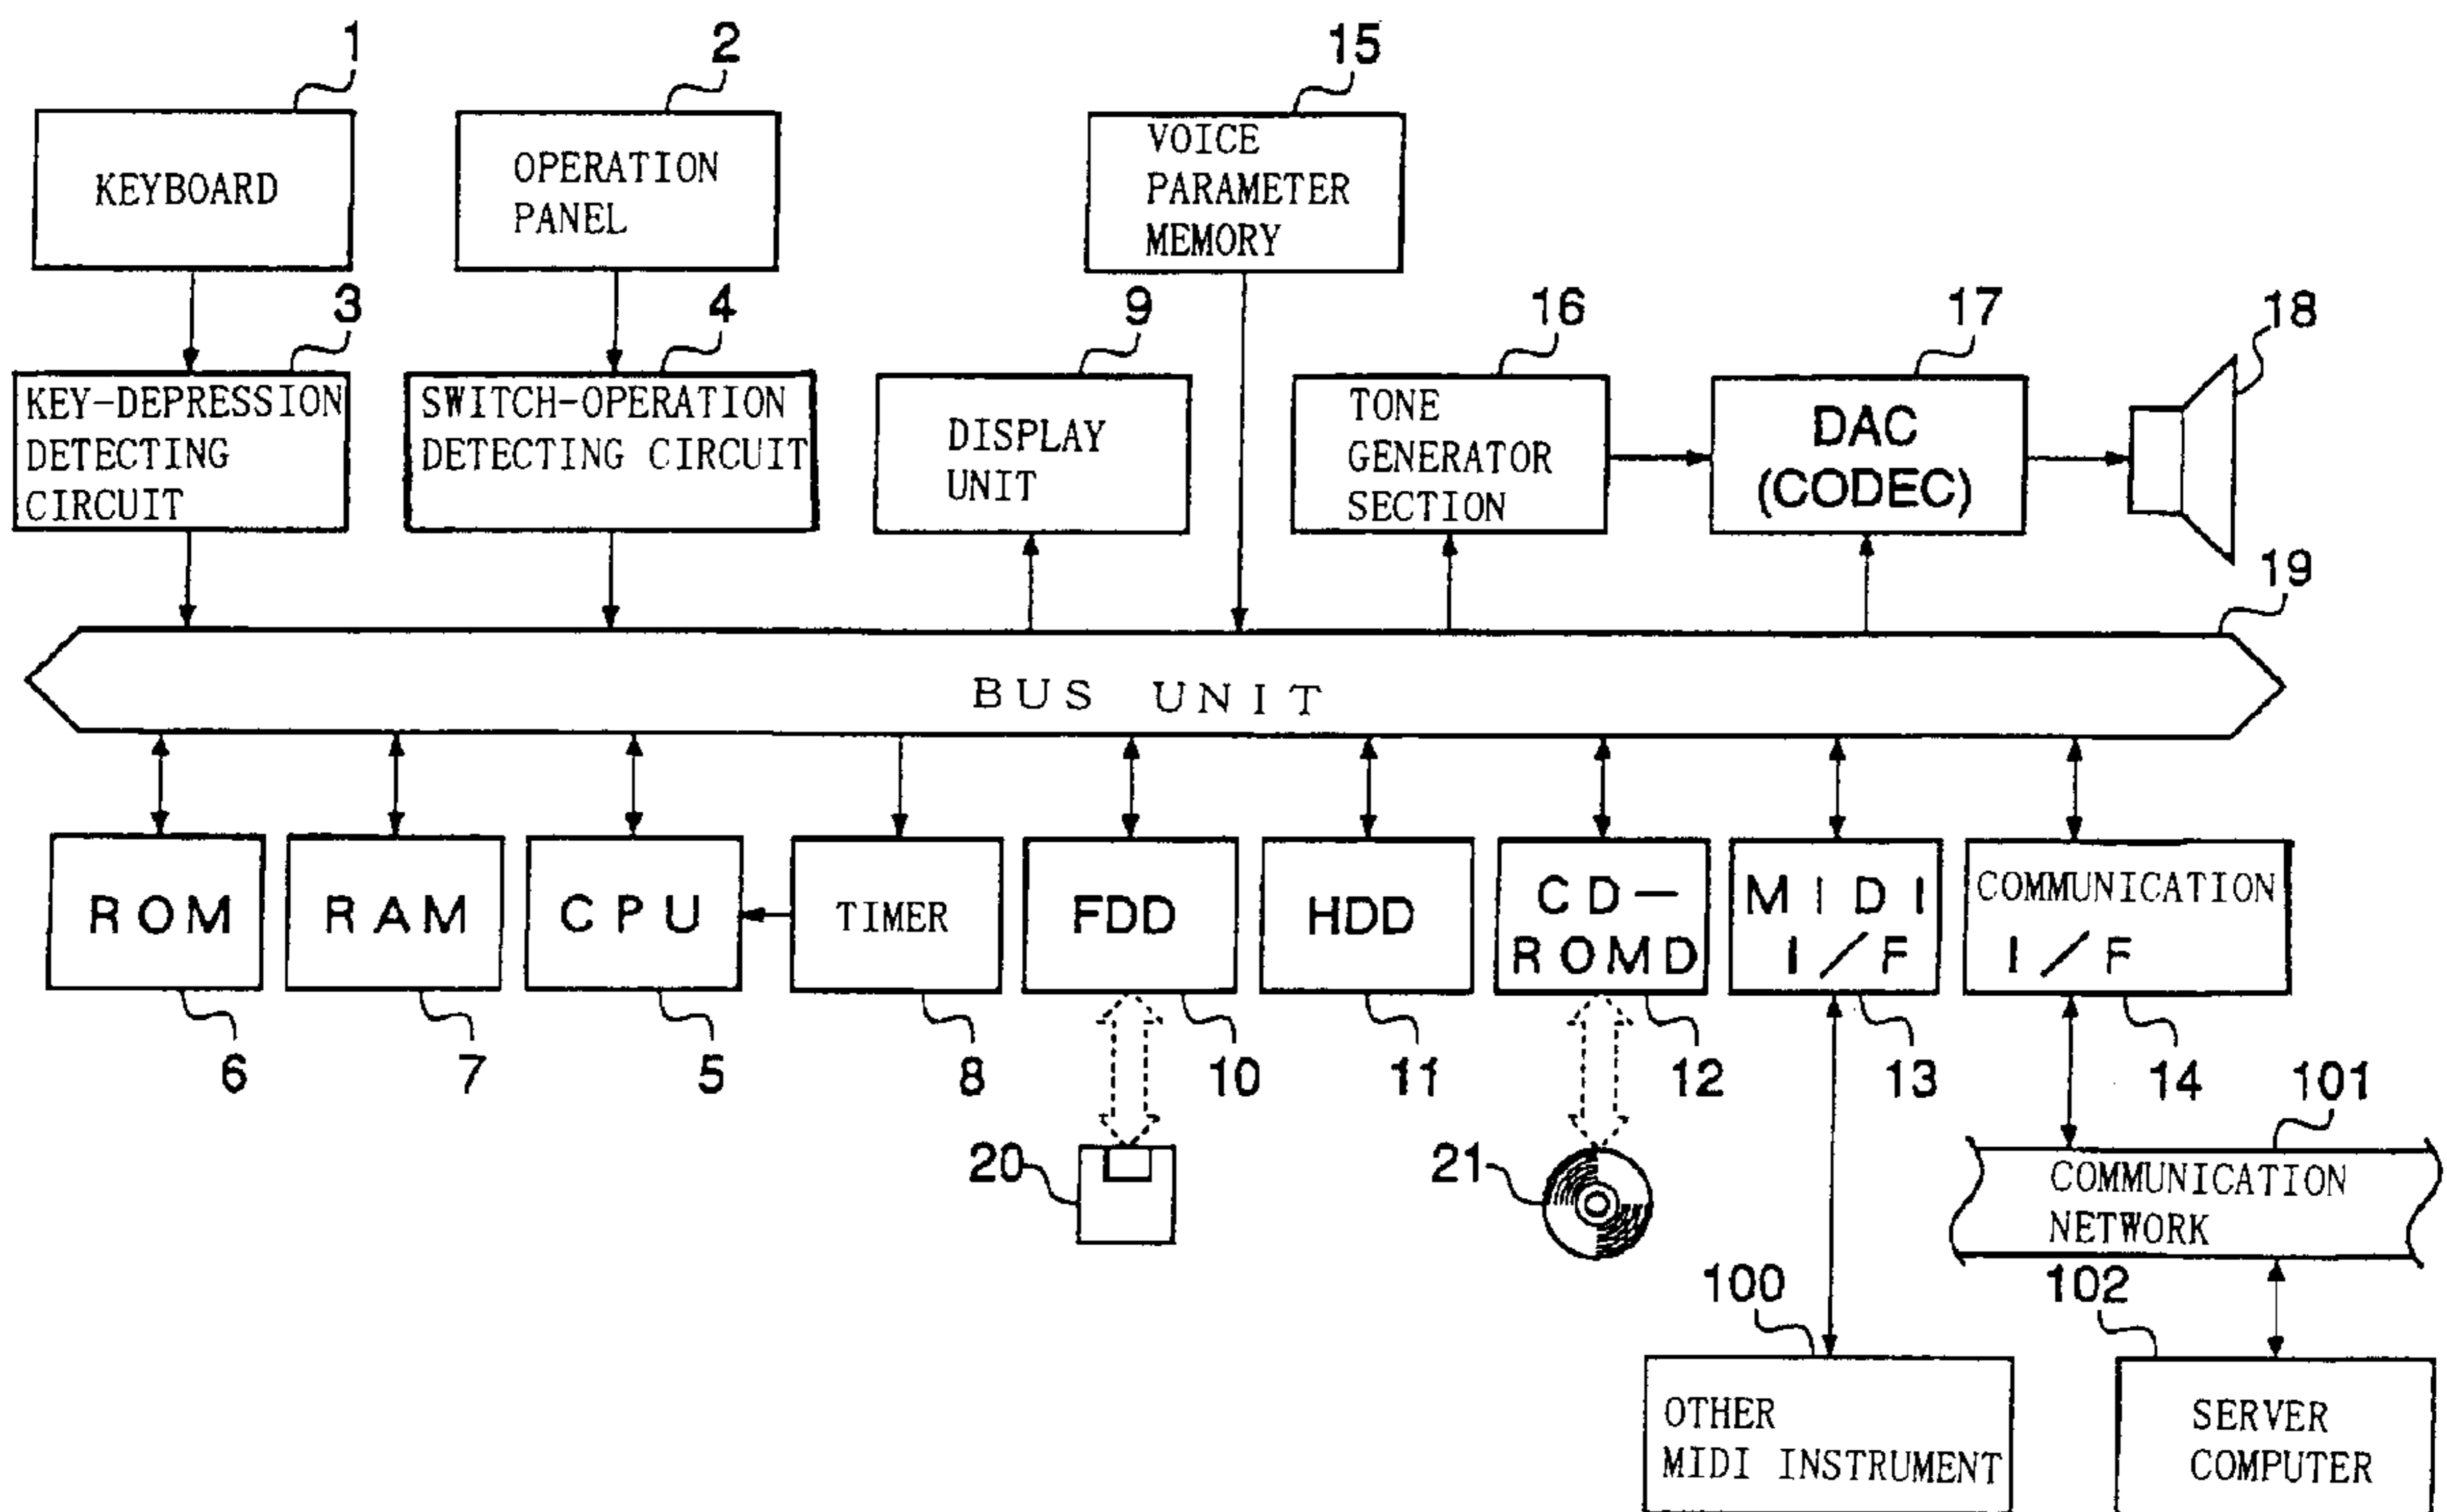 1
2
15
KEYBOARD
OPERATION
PANEL
VOICE
PARAMETER
MEMORY
3
4
9
16
17
18
KEY-DEPRESSION
DETECTING
CIRCUIT
SWITCH-OPERATION
DETECTING CIRCUIT
DISPLAY
UNIT
TONE
GENERATOR
SECTION
DAC
(CODEC)
19
BUS UNIT
ROM
RAM
CPU
TIMER
FDD
HDD
CD-
ROMD
MIDI
I/F
COMMUNICATION
I/F
6
7
5
8
10
11
12
13
14
101
20
21
COMMUNICATION
NETWORK
100
102
OTHER
MIDI INSTRUMENT
SERVER
COMPUTER